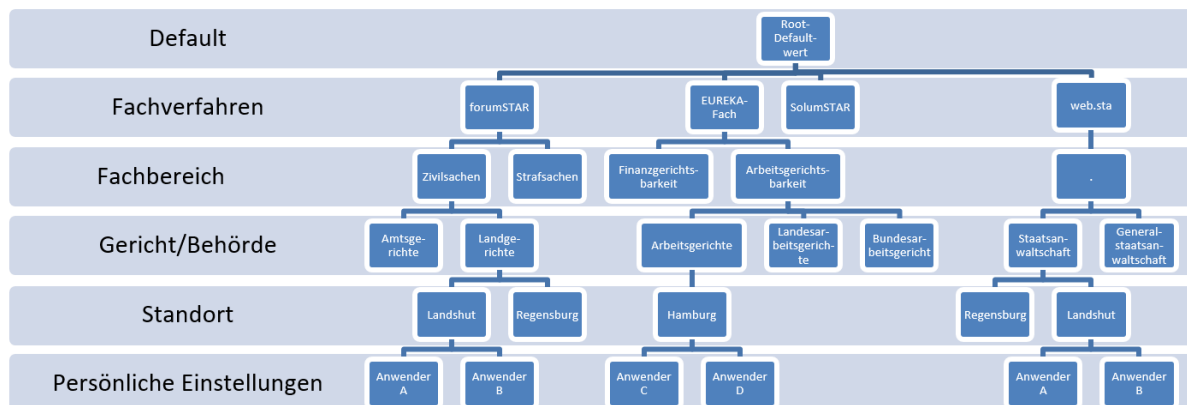 Default
Root-
Default-
wert
Fachverfahren
forumSTAR
EUREKA-
Fach
SolumSTAR
web.sta
Fachbereich
Zivilsachen
Strafsachen
Finanzgerichts-
barkeit
Arbeitsgerichts-
barkeit
.
Gericht/Behörde
Amtsge-
richte
Landge-
richte
Arbeitsgerichte
Landesar-
beitsgerich-
te
Bundesar-
beitsgericht
Staatsan-
waltschaft
General-
staatsan-
waltschaft
Standort
Landshut
Regensburg
Hamburg
Regensburg
Landshut
Persönliche Einstellungen
Anwender
A
Anwender
B
Anwender
C
Anwender
D
Anwender
A
Anwender
B